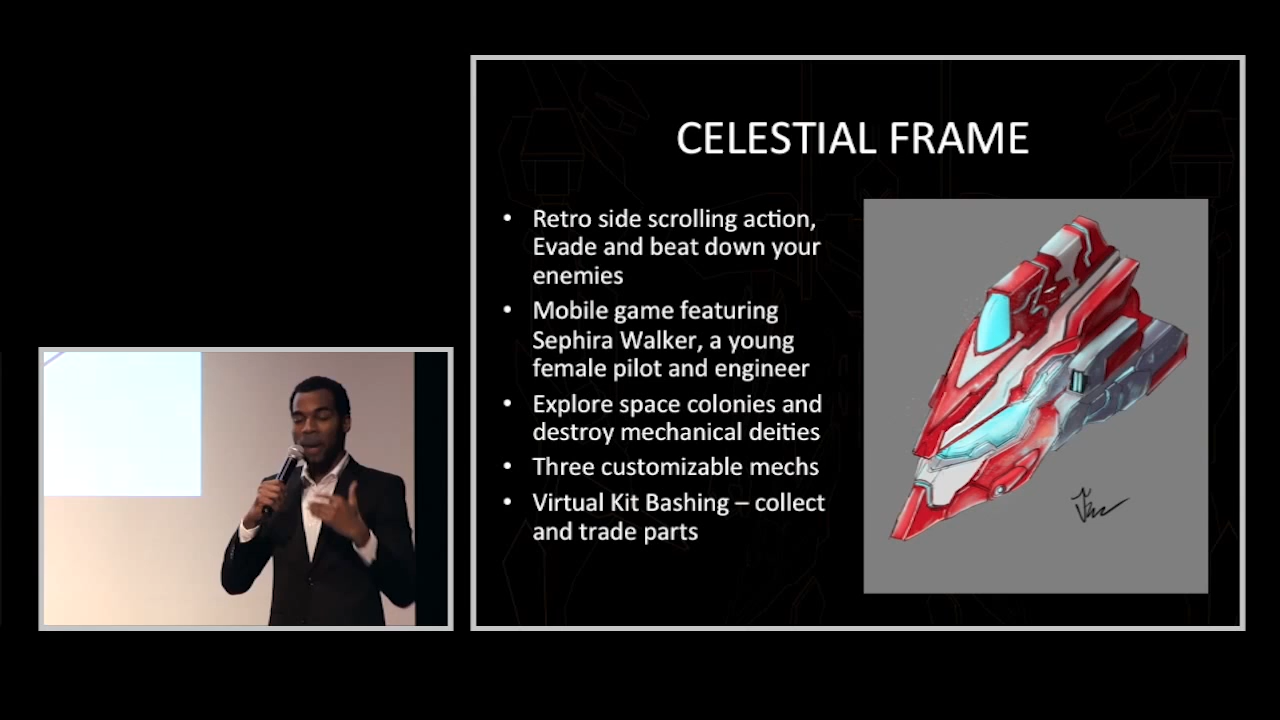 CELESTIAL FRAME
• Retro side scrolling action,
Evade and beat down your
enemies
• Mobile game featuring
Sephira Walker, a young
female pilot and engineer
• Explore space colonies and
destroy mechanical deities
• Three customizable mechs
• Virtual Kit Bashing – collect
and trade parts